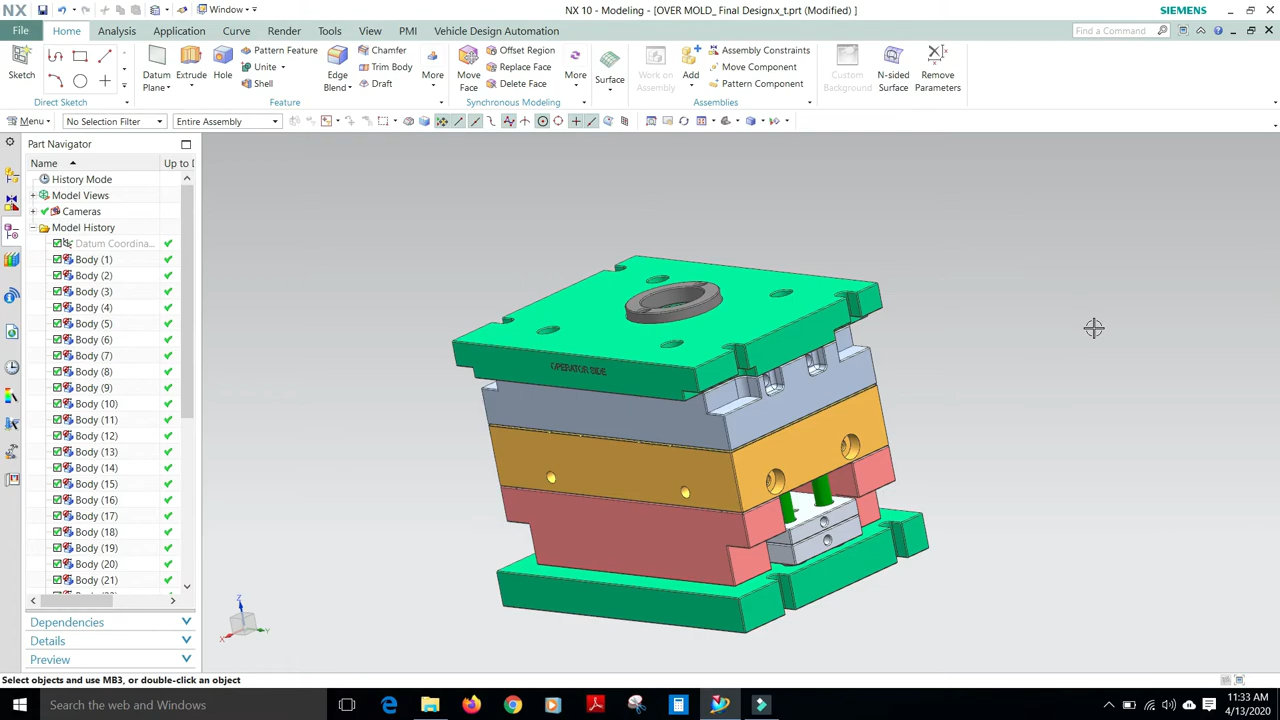 NX
Window
NX 10 - Modeling - [OVER MOLD_ Final Design.x_t.prt (Modified) ]
SIEMENS
File Home Analysis Application Curve Render Tools View PMI Vehicle Design Automation
Find a Command
Sketch
Direct Sketch
Datum Plane
Extrude
Hole
Pattern Feature
Unite
Shell
Edge Blend
Chamfer
Trim Body
Draft
More
Feature
Move Face
Offset Region
Replace Face
Delete Face
More
Synchronous Modeling
Surface
Work on Assembly
Add
Assembly Constraints
Move Component
Pattern Component
Assemblies
Custom Background
N-sided Surface
Remove Parameters
Menu
No Selection Filter
Entire Assembly
Part Navigator
Name Up to D
History Mode
Model Views
Cameras
Model History
Datum Coordina...
Body (1)
Body (2)
Body (3)
Body (4)
Body (5)
Body (6)
Body (7)
Body (8)
Body (9)
Body (10)
Body (11)
Body (12)
Body (13)
Body (14)
Body (15)
Body (16)
Body (17)
Body (18)
Body (19)
Body (20)
Body (21)
Dependencies
Details
Preview
OPERATOR SIDE
Z
X
Y
Select objects and use MB3, or double-click an object
Search the web and Windows
11:33 AM
4/13/2020